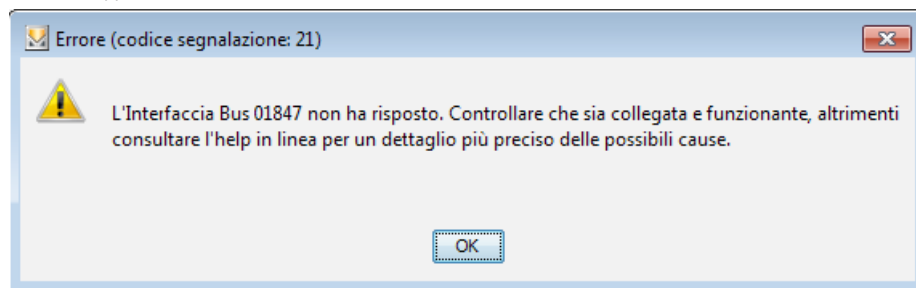 Errore (codice segnalazione: 21)
L'Interfaccia Bus 01847 non ha risposto. Controllare che sia collegata e funzionante, altrimenti
consultare l'help in linea per un dettaglio più preciso delle possibili cause.
OK